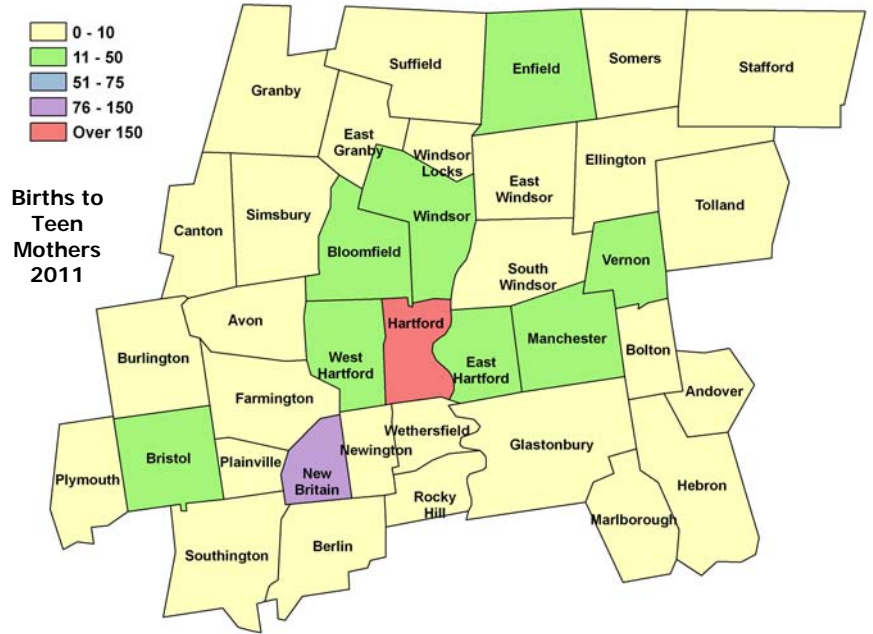 0 - 10
11 - 50
51 - 75
76 - 150
Over 150
Births to
Teen
Mothers
2011
Granby
Suffield
Enfield
Somers
Stafford
East
Granby
Windsor
Locks
East
Windsor
Ellington
Tolland
Canton
Simsbury
Bloomfield
Windsor
South
Windsor
Vernon
Burlington
Avon
West
Hartford
Hartford
East
Hartford
Manchester
Bolton
Andover
Farmington
Plymouth
Bristol
Plainville
New
Britain
Newington
Wethersfield
Rocky
Hill
Glastonbury
Hebron
Marlborough
Southington
Berlin